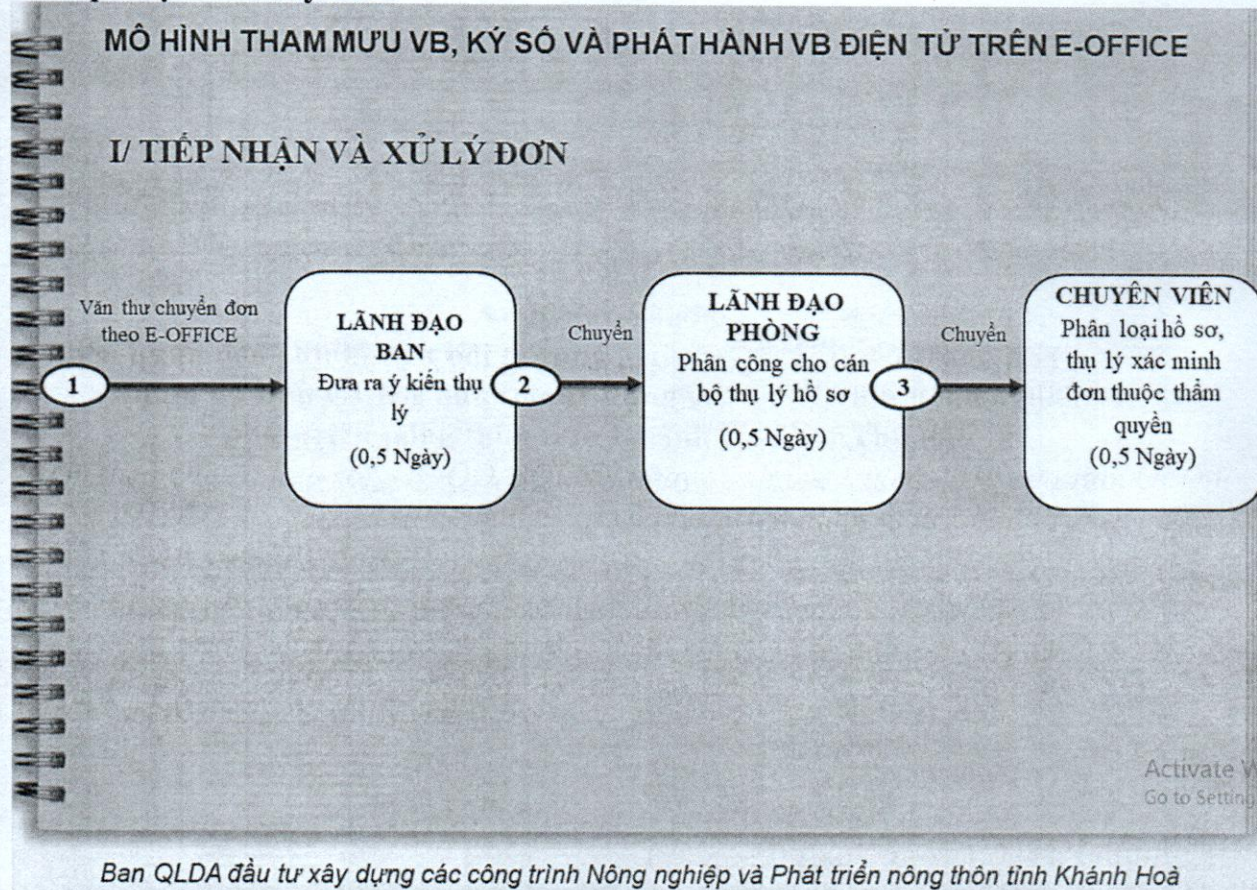 MÔ HÌNH THAM MƯU VB, KÝ SỐ VÀ PHÁT HÀNH VB ĐIỆN TỬ TRÊN E-OFFICE
I/ TIẾP NHẬN VÀ XỬ LÝ ĐƠN
Văn thư chuyển đơn
theo E-OFFICE
1
LÃNH ĐẠO
BAN
Đưa ra ý kiến thụ
lý
(0,5 Ngày)
2
Chuyển
LÃNH ĐẠO
PHÒNG
Phân công cho cán
bộ thụ lý hồ sơ
(0,5 Ngày)
3
Chuyển
CHUYÊN VIÊN
Phân loại hồ sơ,
thụ lý xác minh
đơn thuộc thẩm
quyền
(0,5 Ngày)
Activate W
Go to Setting
Ban QLDA đầu tư xây dựng các công trình Nông nghiệp và Phát triển nông thôn tỉnh Khánh Hoà